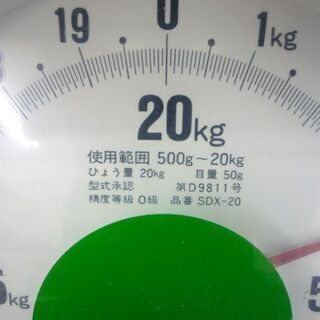 19 0 1kg
20kg
使用範囲 500g～20kg
ひょう量 20kg 目量 50g
型式承認 第D9811号
精度等級 O級 品番 SDX-20
kg 5